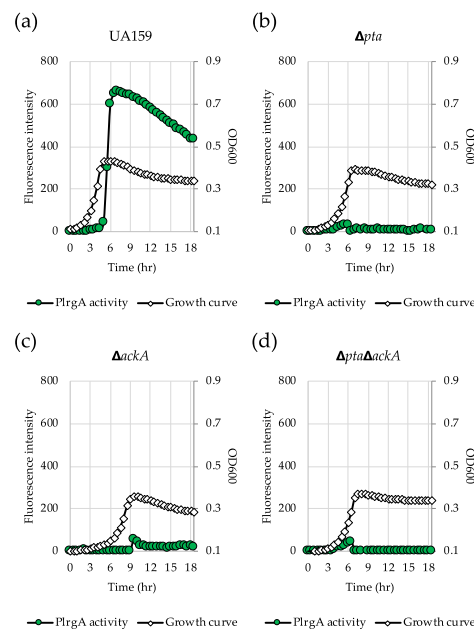 (a)
UA159
800
600
400
200
0
0.9
0.7
0.5
0.3
0.1
0 3 6 9 12 15 18
Fluorescence intensity
OD600
Time (hr)
PlrgA activity
Growth curve
(b)
Δpta
800
600
400
200
0
0.9
0.7
0.5
0.3
0.1
0 3 6 9 12 15 18
Fluorescence intensity
OD600
Time (hr)
PlrgA activity
Growth curve
(c)
ΔackA
800
600
400
200
0
0.9
0.7
0.5
0.3
0.1
0 3 6 9 12 15 18
Fluorescence intensity
OD600
Time (hr)
PlrgA activity
Growth curve
(d)
ΔptaΔackA
800
600
400
200
0
0.9
0.7
0.5
0.3
0.1
0 3 6 9 12 15 18
Fluorescence intensity
OD600
Time (hr)
PlrgA activity
Growth curve